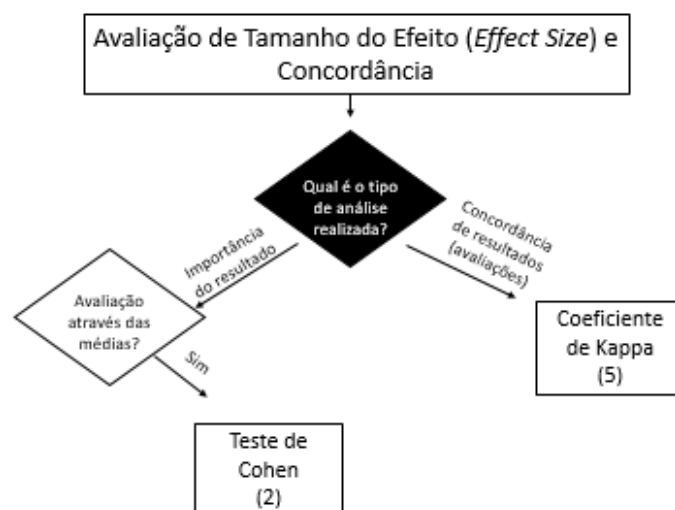 Avaliação de Tamanho do Efeito (Effect Size) e
Concordância
Qual é o tipo
de análise
realizada?
Importância
do resultado
Concordância
de resultados
(avaliações)
Avaliação
através das
médias?
Sim
Coeficiente
de Kappa
(5)
Teste de
Cohen
(2)